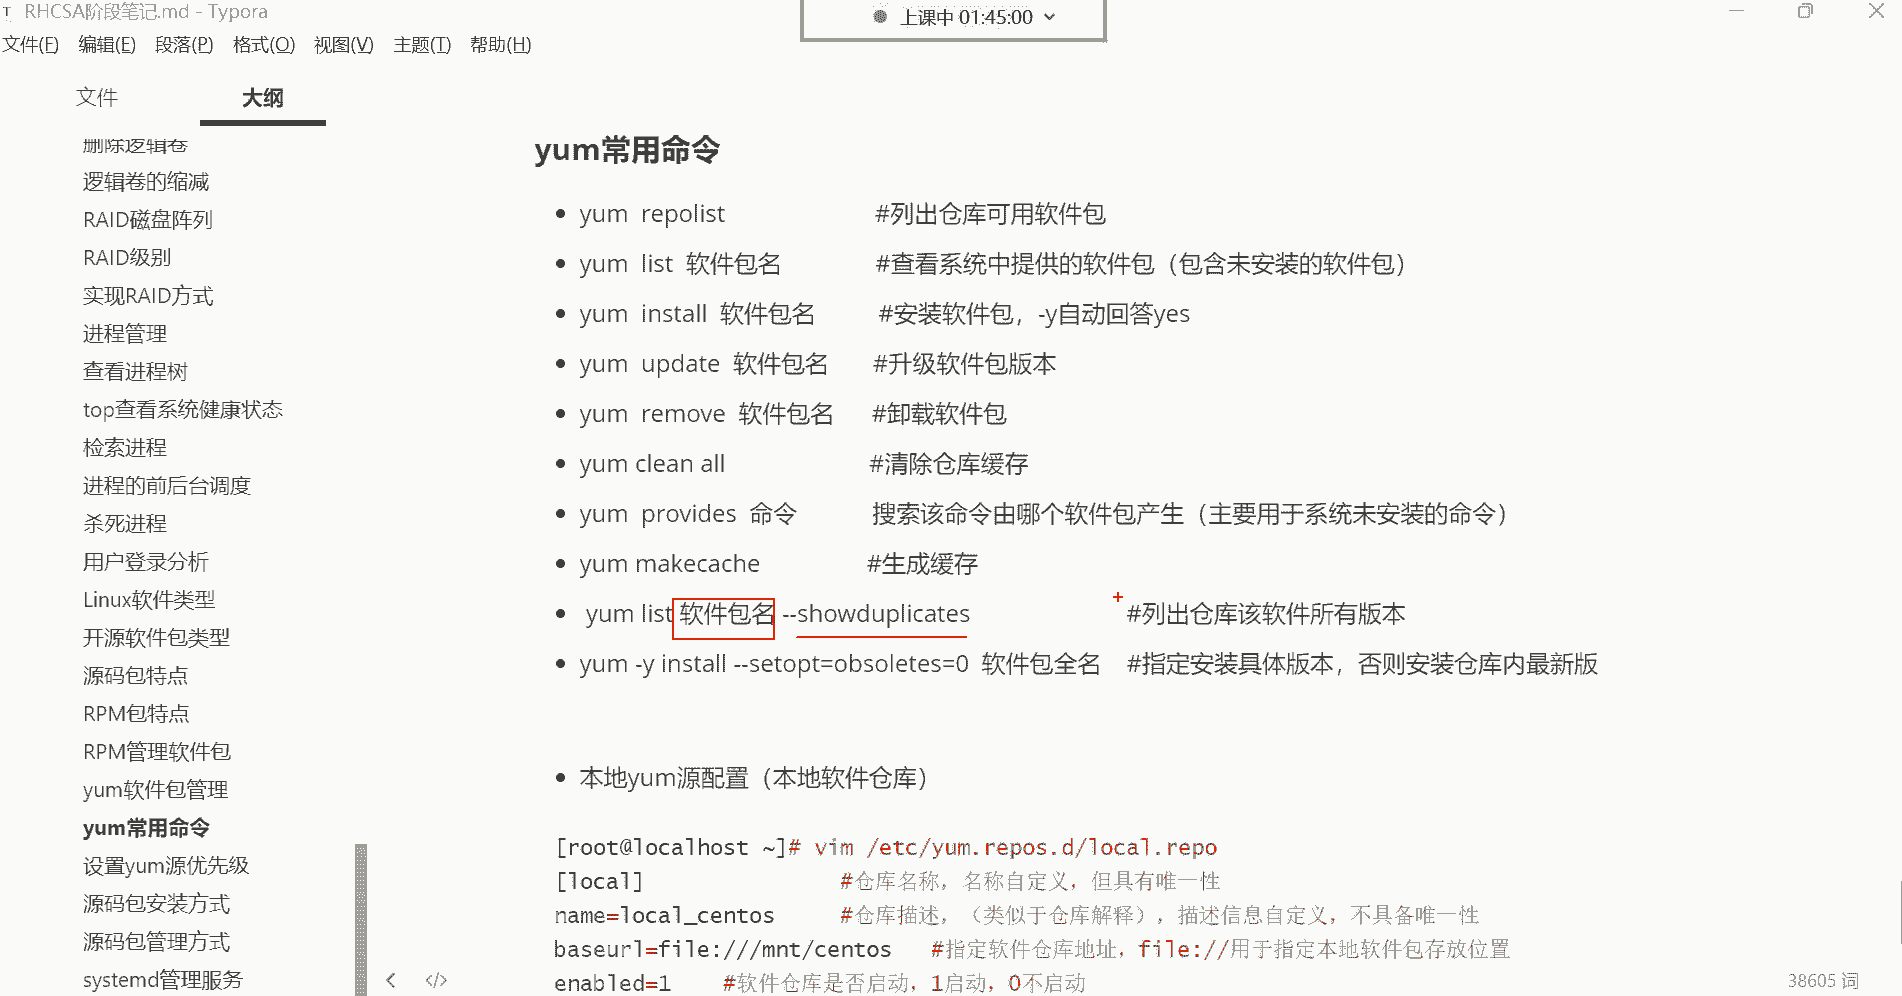 RHCSA阶段笔记.md - Typora
上课中 01:45:00
文件(F) 编辑(E) 段落(P) 格式(O) 视图(V) 主题(T) 帮助(H)
文件 大纲
删除逻辑卷
逻辑卷的缩减
RAID磁盘阵列
RAID级别
实现RAID方式
进程管理
查看进程树
top查看系统健康状态
检索进程
进程的前后台调度
杀死进程
用户登录分析
Linux软件类型
开源软件包类型
源码包特点
RPM包特点
RPM管理软件包
yum软件包管理
yum常用命令
设置yum源优先级
源码包安装方式
源码包管理方式
systemd管理服务
yum常用命令
yum repolist #列出仓库可用软件包
yum list 软件包名 #查看系统中提供的软件包（包含未安装的软件包）
yum install 软件包名 #安装软件包，-y自动回答yes
yum update 软件包名 #升级软件包版本
yum remove 软件包名 #卸载软件包
yum clean all #清除仓库缓存
yum provides 命令 搜索该命令由哪个软件包产生（主要用于系统未安装的命令）
yum makecache #生成缓存
yum list 软件包名 --showduplicates #列出仓库该软件所有版本
yum -y install --setopt=obsoletes=0 软件包全名 #指定安装具体版本，否则安装仓库内最新版
本地yum源配置（本地软件仓库）
[root@localhost ~]# vim /etc/yum.repos.d/local.repo
[local] #仓库名称，名称自定义，但具有唯一性
name=local_centos #仓库描述，（类似于仓库解释），描述信息自定义，不具备唯一性
baseurl=file:///mnt/centos #指定软件仓库地址，file://用于指定本地软件包存放位置
enabled=1 #软件仓库是否启动，1启动，0不启动
38605 词